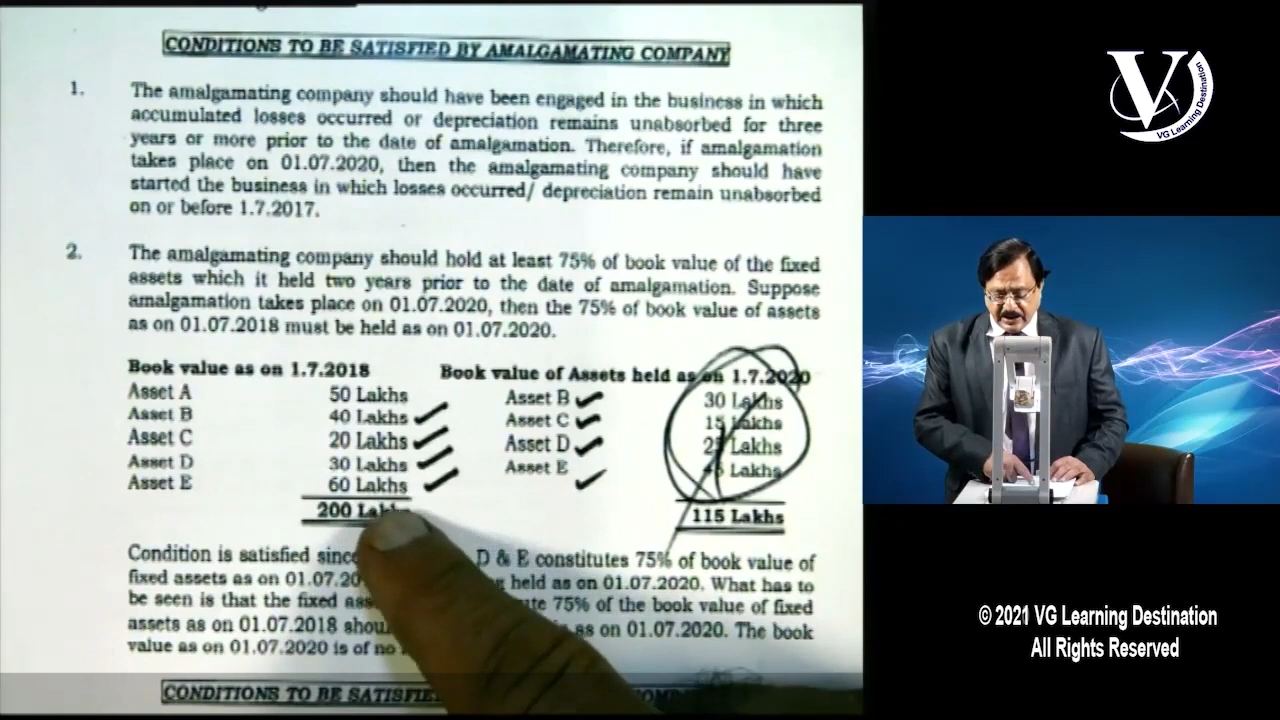 CONDITIONS TO BE SATISFIED BY AMALGAMATING COMPANY
1. The amalgamating company should have been engaged in the business in which
accumulated losses occurred or depreciation remains unabsorbed for three
years or more prior to the date of amalgamation. Therefore, if amalgamation
takes place on 01.07.2020, then the amalgamating company should have
started the business in which losses occurred/ depreciation remain unabsorbed
on or before 1.7.2017.
2. The amalgamating company should hold at least 75% of book value of the fixed
assets which it held two years prior to the date of amalgamation. Suppose
amalgamation takes place on 01.07.2020, then the 75% of book value of assets
as on 01.07.2018 must be held as on 01.07.2020.
Book value as on 1.7.2018 Book value of Assets held as on 1.7.2020
Asset A 50 Lakhs Asset B 30 Lakhs
Asset B 40 Lakhs Asset C 15 Lakhs
Asset C 20 Lakhs Asset D Lakhs
Asset D 30 Lakhs Asset E Lakhs
Asset E 60 Lakhs
200 115 Lakhs
Condition is satisfied since D & E constitutes 75% of book value of
fixed assets as on held as on 01.07.2020. What has to
be seen is that the fixed 75% of the book value of fixed
assets as on 01.07.2018 as on 01.07.2020. The book
value as on 01.07.2020 is of no
CONDITIONS TO BE
V
VG Learning Destination
© 2021 VG Learning Destination
All Rights Reserved